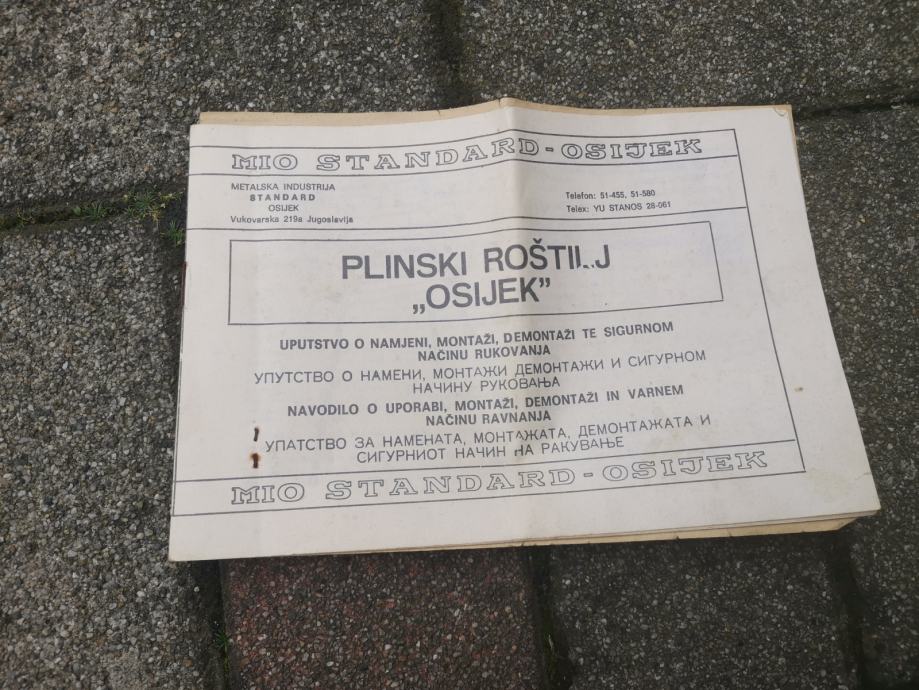 MIO STANDARD-OSIJEK
METALSKA INDUSTRIJA
STANDARD
OSIJEK
Vukovarska 219a Jugoslavija
Telefon: 51-455, 51-580
Telex: YU STANOS 28-061
PLINSKI ROŠTILJ
„OSIJEK”
UPUTSTVO O NAMJENI, MONTAŽI, DEMONTAŽI TE SIGURNOM
NAČINU RUKOVANJA
УПУТСТВО О НАМЕНИ, МОНТАЖИ ДЕМОНТАЖИ И СИГУРНОМ
НАЧИНУ РУКОВАЊА
NAVODILO O UPORABI, MONTAŽI, DEMONTAŽI IN VARNEM
NAČINU RAVNANJA
УПАТСТВО ЗА НАМЕНАТА, МОНТАЖАТА, ДЕМОНТАЖАТА И
СИГУРНИОТ НАЧИН НА РАКУВАЊЕ
MIO STANDARD-OSIJEK